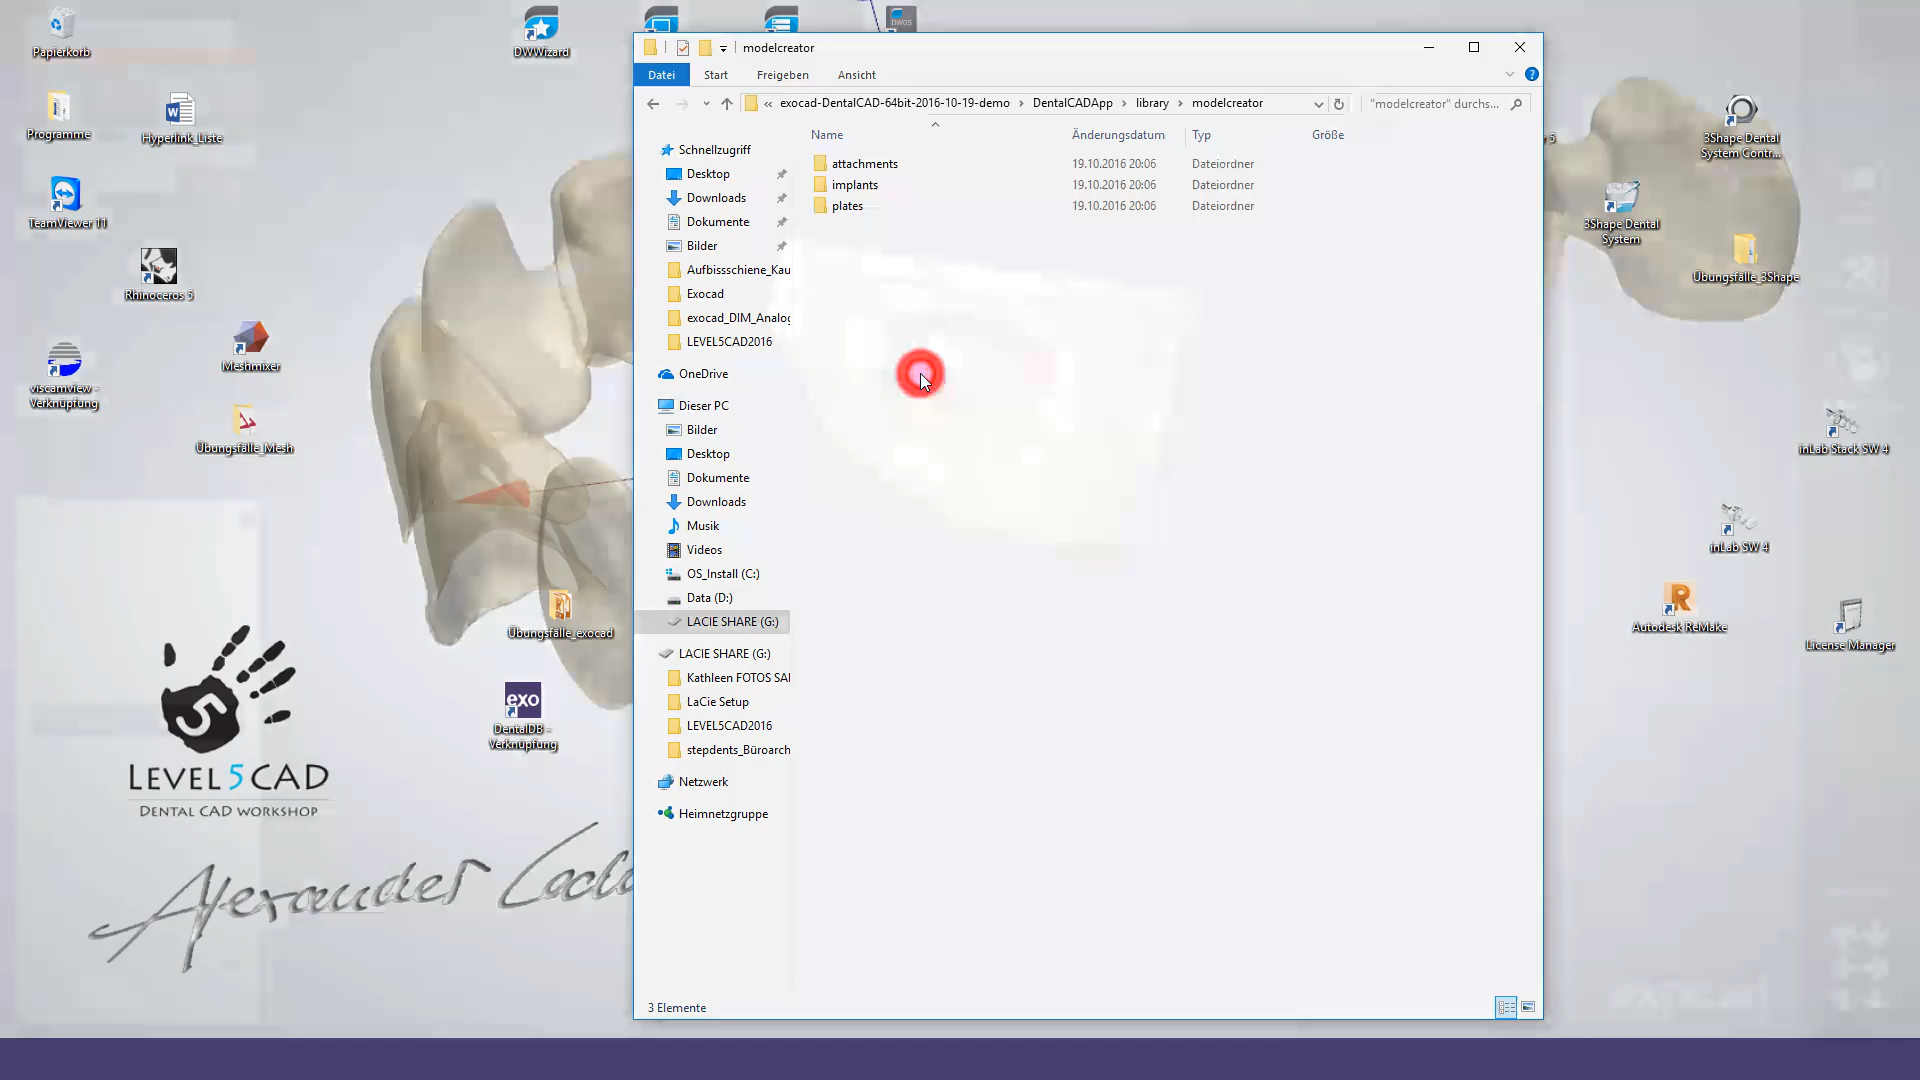 Papierkorb
DWWizard
Programme
Hyperlink_Liste
TeamViewer 11
Rhinoceros 5
Meshmixer
viscamview -
Verknüpfung
Übungsfälle_Mesh
Übungsfälle_exocad
exo
DentalDB -
Verknüpfung
5
LEVEL5CAD
DENTAL CAD WORKSHOP
Alexander
DWOS
modelcreator
Datei
Start
Freigeben
Ansicht
« exocad-DentalCAD-64bit-2016-10-19-demo › DentalCADApp › library › modelcreator
"modelcreator" durchs...
Name Änderungsdatum Typ Größe
attachments 19.10.2016 20:06 Dateiordner
implants 19.10.2016 20:06 Dateiordner
plates 19.10.2016 20:06 Dateiordner
Schnellzugriff
Desktop
Downloads
Dokumente
Bilder
Aufbissschiene_Kau
Exocad
exocad_DIM_Analog
LEVEL5CAD2016
OneDrive
Dieser PC
Bilder
Desktop
Dokumente
Downloads
Musik
Videos
OS_Install (C:)
Data (D:)
LACIE SHARE (G:)
LACIE SHARE (G:)
Kathleen FOTOS SAI
LaCie Setup
LEVEL5CAD2016
stepdents_Büroarch
Netzwerk
Heimnetzgruppe
3 Elemente
5
3Shape Dental
System Contr...
3Shape Dental
System
Übungsfälle_3Shape
inLab Stack SW 4
inLab SW 4
Autodesk ReMake
License Manager